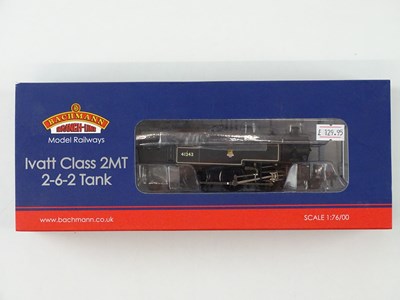 BACHMANN
BRANCH-LINE
Model Railways
Ivatt Class 2MT
2-6-2 Tank
www.bachmann.co.uk
£ 129.95
41243
SCALE 1:76/00